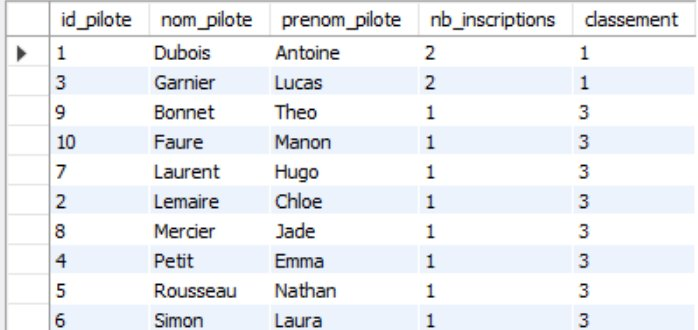 id_pilote nom_pilote prenom_pilote nb_inscriptions classement
1 Dubois Antoine 2 1
3 Garnier Lucas 2 1
9 Bonnet Theo 1 3
10 Faure Manon 1 3
7 Laurent Hugo 1 3
2 Lemaire Chloe 1 3
8 Mercier Jade 1 3
4 Petit Emma 1 3
5 Rousseau Nathan 1 3
6 Simon Laura 1 3